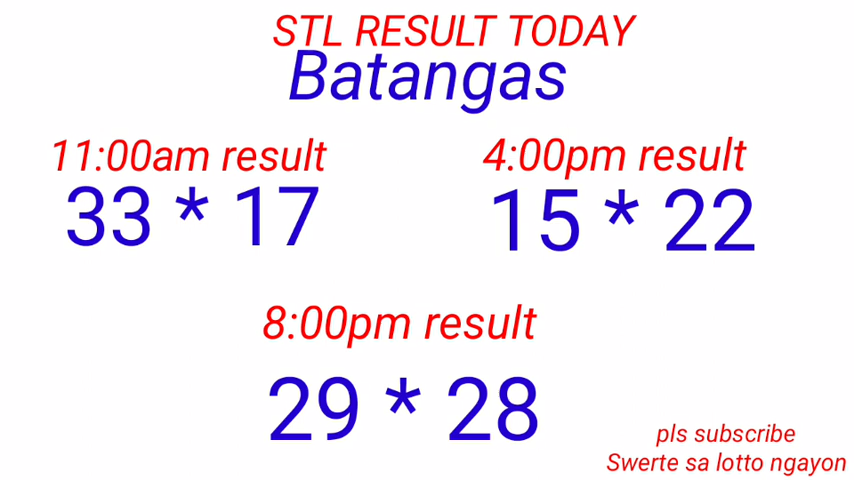 STL RESULT TODAY
Batangas
11:00am result
33 * 17
4:00pm result
15 * 22
8:00pm result
29 * 28
pls subscribe
Swerte sa lotto ngayon